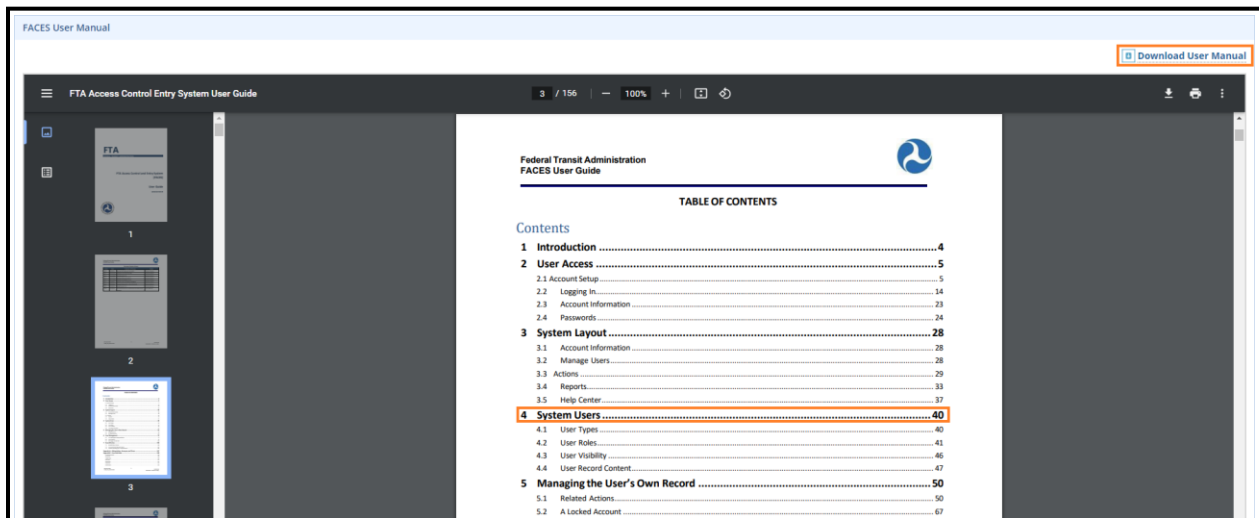 FACES User Manual
Download User Manual
FTA Access Control Entry System User Guide
3 / 156
100%
FTA
1
2
3
Federal Transit Administration
FACES User Guide
TABLE OF CONTENTS
Contents
1 Introduction 4
2 User Access 5
2.1 Account Setup 5
2.2 Logging In 14
2.3 Account Information 23
2.4 Passwords 24
3 System Layout 28
3.1 Account Information 28
3.2 Manage Users 28
3.3 Actions 29
3.4 Reports 33
3.5 Help Center 37
4 System Users 40
4.1 User Types 40
4.2 User Roles 41
4.3 User Visibility 46
4.4 User Record Content 47
5 Managing the User's Own Record 50
5.1 Related Actions 50
5.2 A Locked Account 67